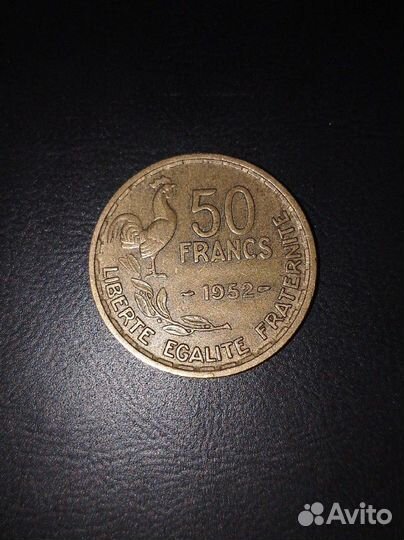 50
FRANCS
1952
LIBERTE EGALITE FRATERNITE
Avito